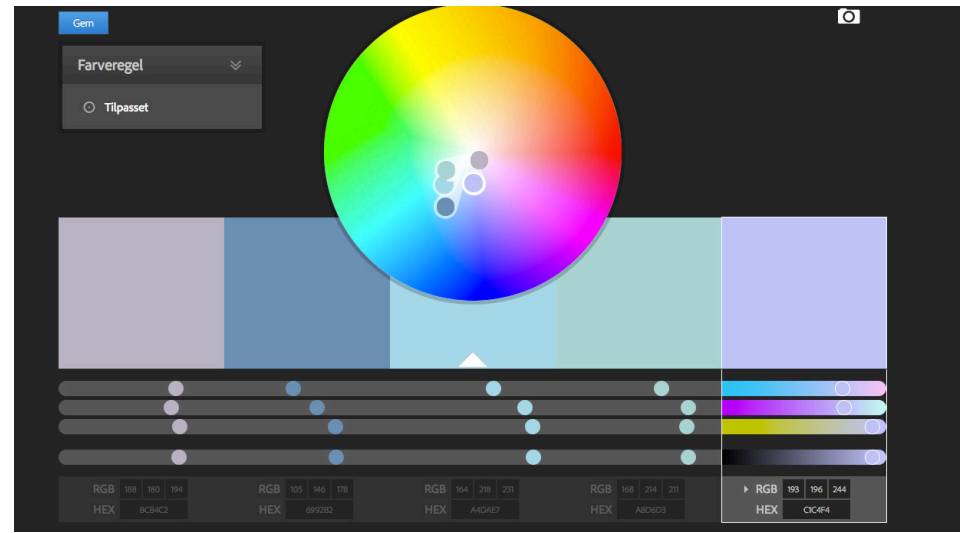 Gem
Farveregel
Tilpasset
RGB 188 180 194 RGB 105 146 178 RGB 164 218 231 RGB 168 214 211 RGB 193 196 244
HEX BCB4C2 HEX 6992B2 HEX A4DAE7 HEX A8D6D3 HEX C1C4F4